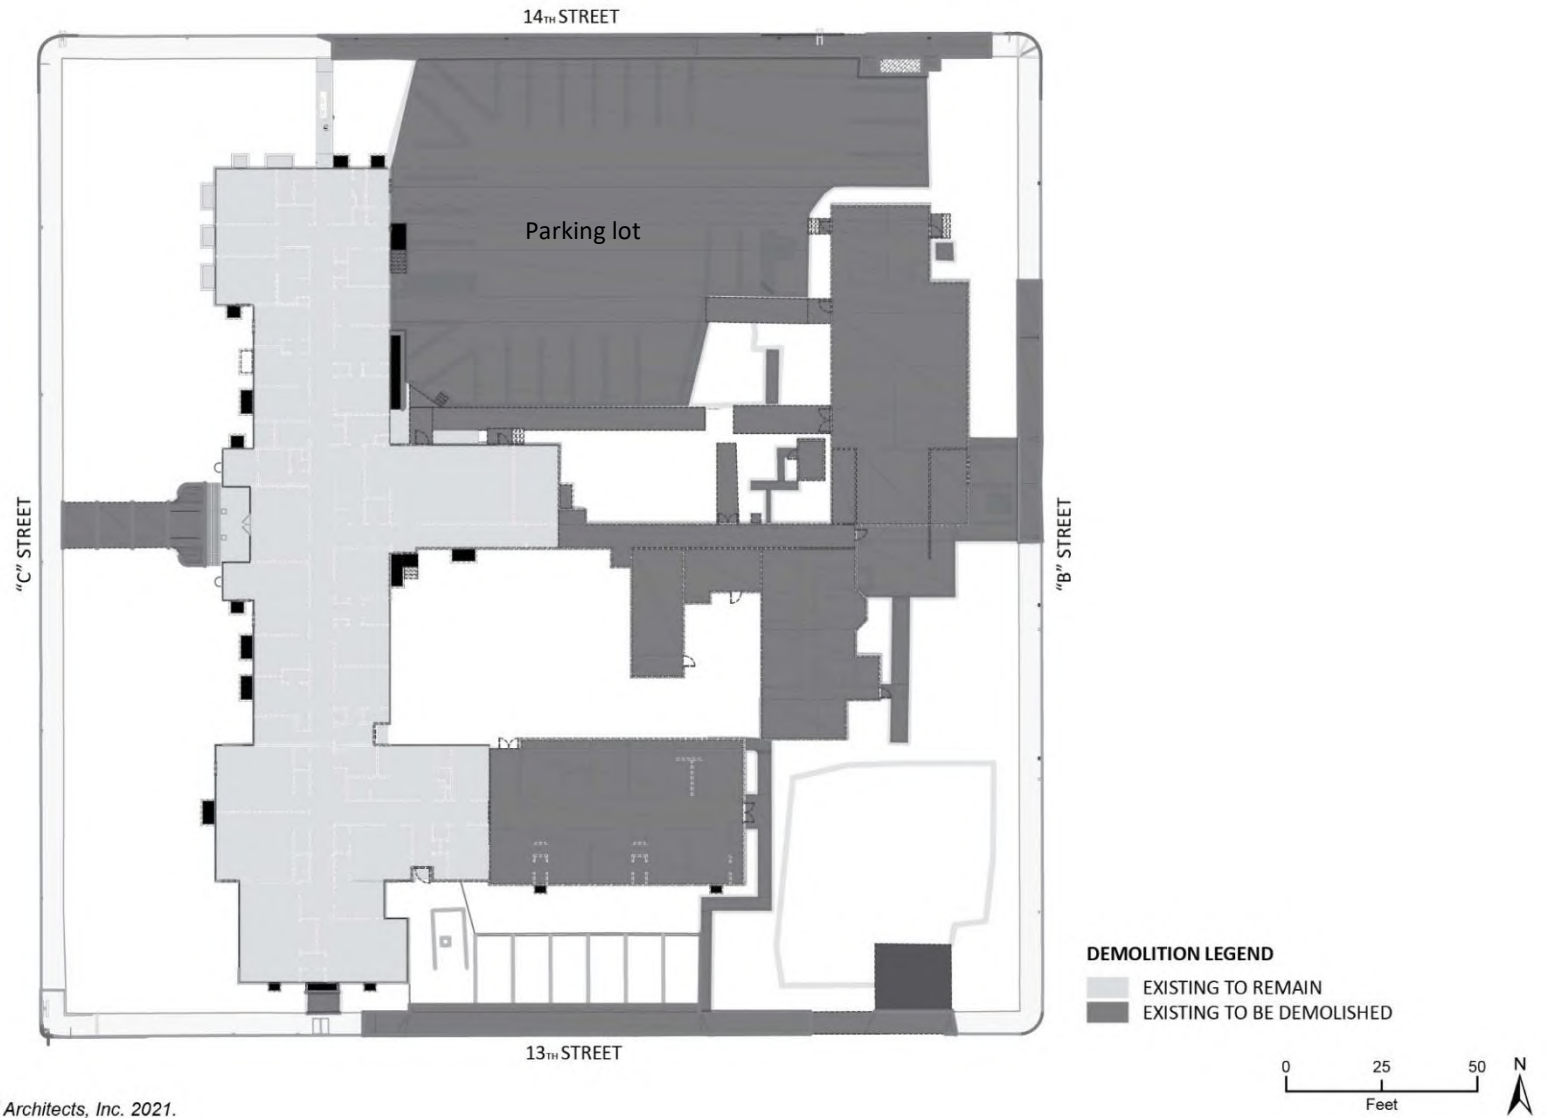 14TH STREET
Parking lot
"C" STREET
"B" STREET
DEMOLITION LEGEND
EXISTING TO REMAIN
EXISTING TO BE DEMOLISHED
13TH STREET
0 25 50
Feet
N
Architects, Inc. 2021.